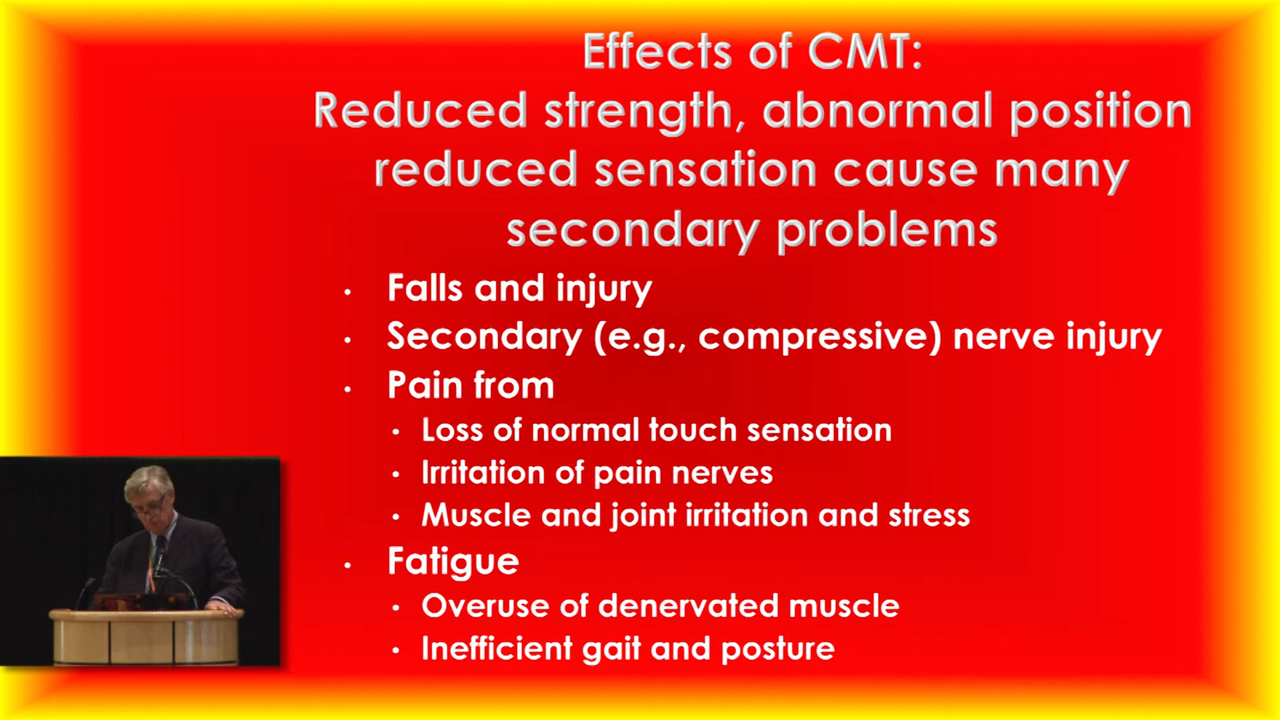 Effects of CMT:
Reduced strength, abnormal position
reduced sensation cause many
secondary problems
• Falls and injury
• Secondary (e.g., compressive) nerve injury
• Pain from
• Loss of normal touch sensation
• Irritation of pain nerves
• Muscle and joint irritation and stress
• Fatigue
• Overuse of denervated muscle
• Inefficient gait and posture